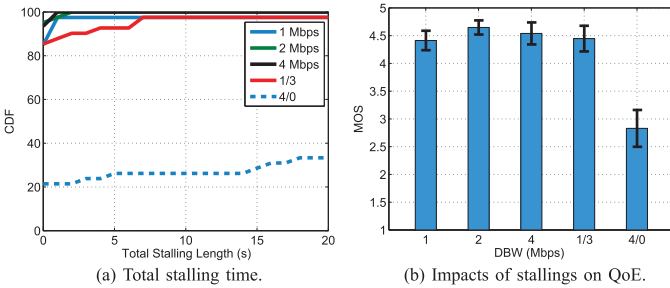 100
80
60
40
20
0
CDF
0 5 10 15 20
Total Stalling Length (s)
1 Mbps
2 Mbps
4 Mbps
1/3
4/0
(a) Total stalling time.
5
4.5
4
3.5
3
2.5
2
1.5
1
MOS
1 2 4 1/3 4/0
DBW (Mbps)
(b) Impacts of stallings on QoE.